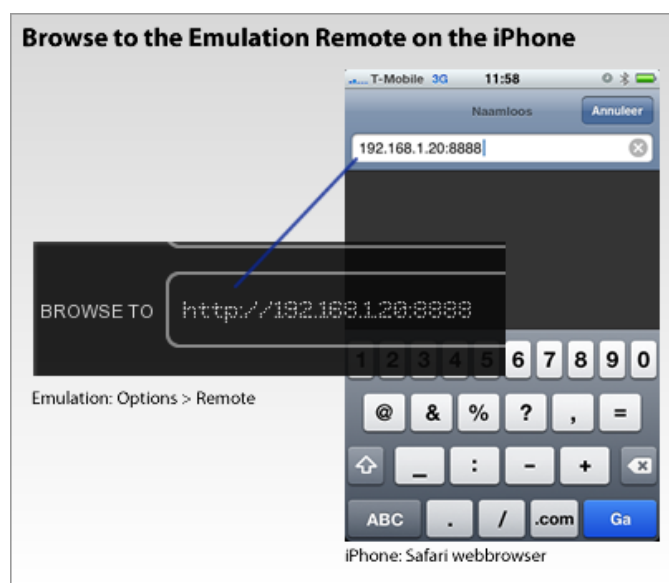 Browse to the Emulation Remote on the iPhone
T-Mobile 3G 11:58
Naamloos Annuleer
192.168.1.20:8888
BROWSE TO http://192.168.1.20:8888
1 2 3 4 5 6 7 8 9 0
Emulation: Options > Remote
@ & % ? , =
_ : - +
ABC . / .com Ga
iPhone: Safari webbrowser